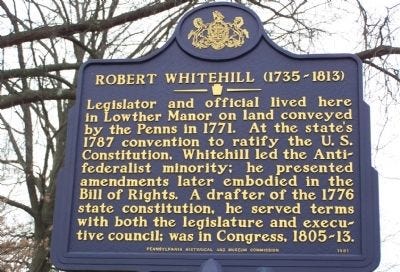 ROBERT WHITEHILL (1735-1813)
Legislator and official lived here
in Lowther Manor on land conveyed
by the Penns in 1771. At the state's
1787 convention to ratify the U. S.
Constitution, Whitehill led the Anti-
federalist minority; he presented
amendments later embodied in the
Bill of Rights. A drafter of the 1776
state constitution, he served terms
with both the legislature and execu-
tive council; was in Congress, 1805-13.
PENNSYLVANIA HISTORICAL AND MUSEUM COMMISSION